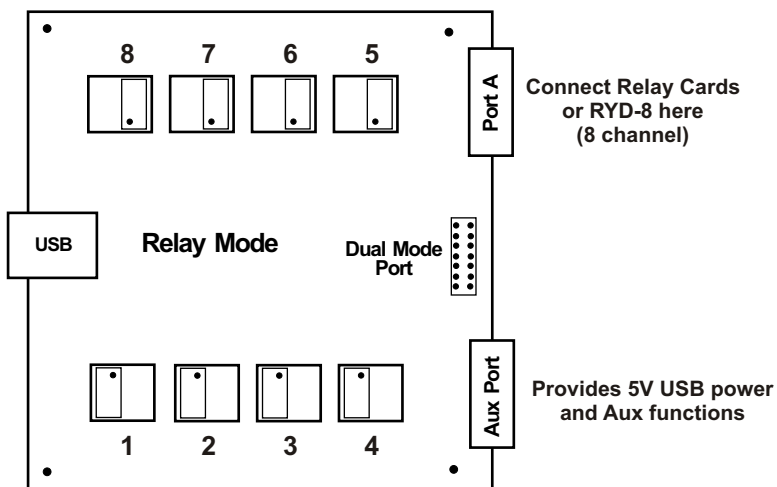 8 7 6 5
Port A
Connect Relay Cards
or RYD-8 here
(8 channel)
USB
Relay Mode
Dual Mode
Port
Aux Port
Provides 5V USB power
and Aux functions
1 2 3 4